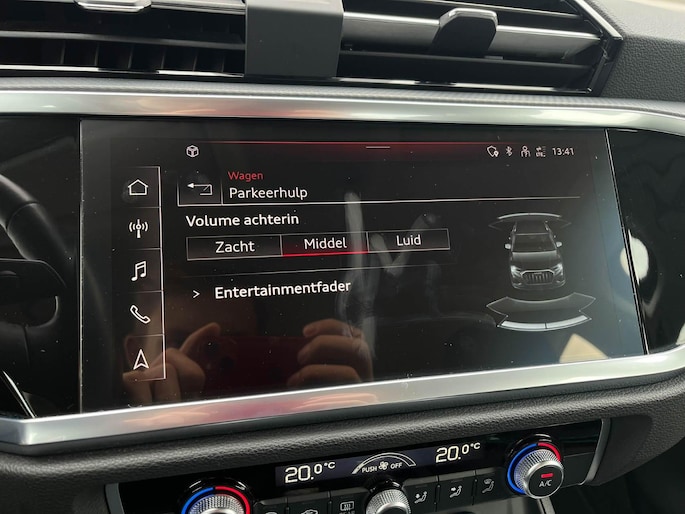 13:41
Wagen
Parkeerhulp
Volume achterin
Zacht Middel Luid
> Entertainmentfader
20.0°C PUSH OFF 20.0°C
A/C